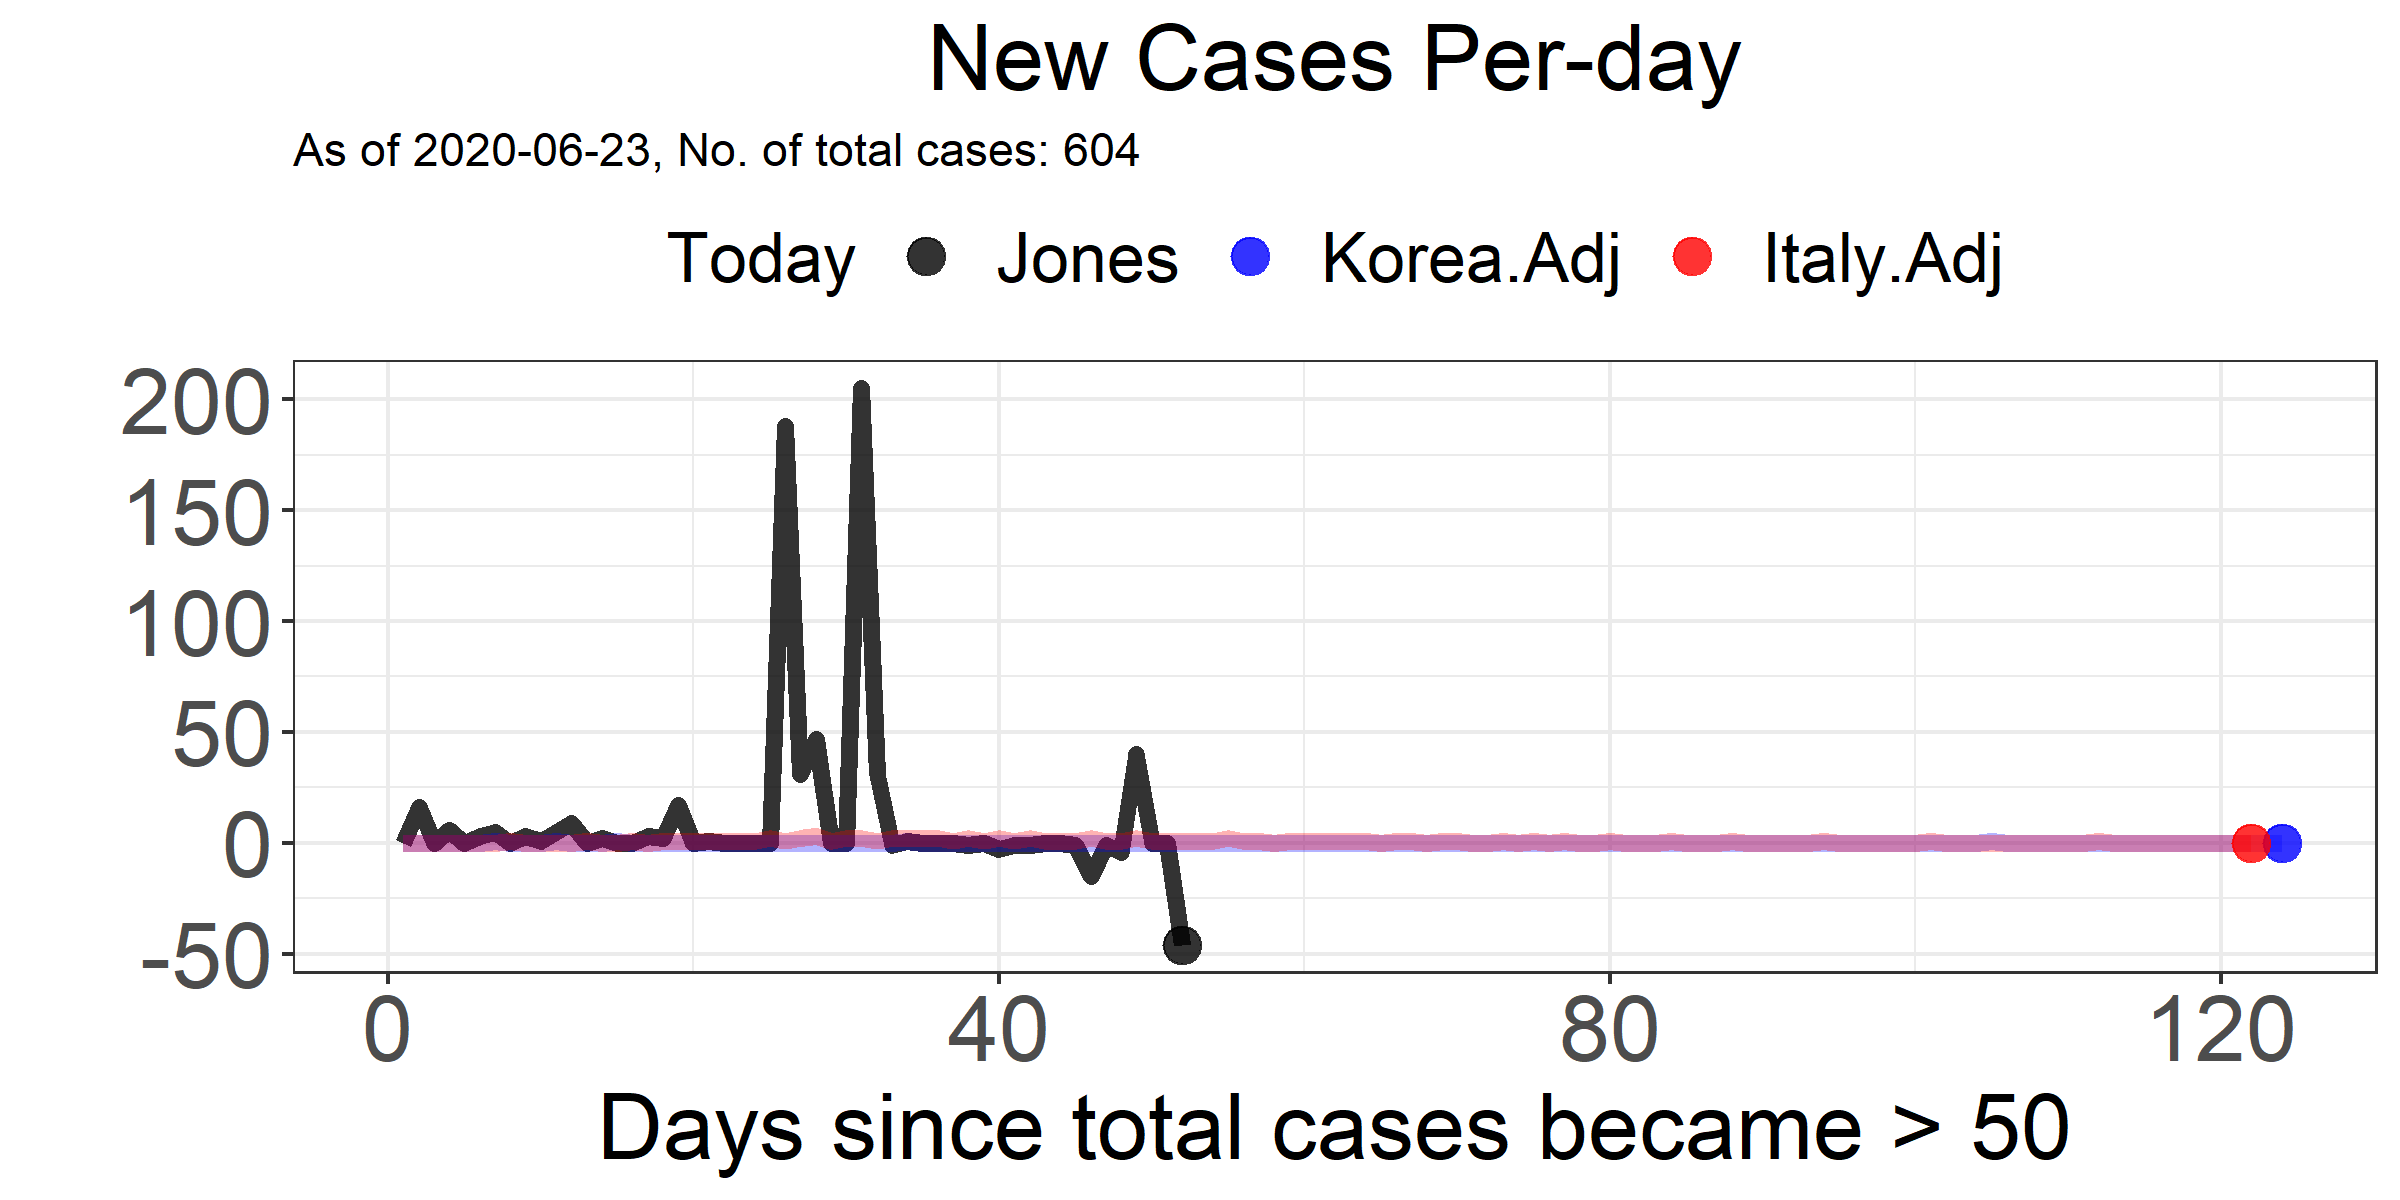 New Cases Per-day
As of 2020-06-23, No. of total cases: 604
Today Jones Korea.Adj Italy.Adj
200
150
100
50
0
-50
0 40 80 120
Days since total cases became > 50